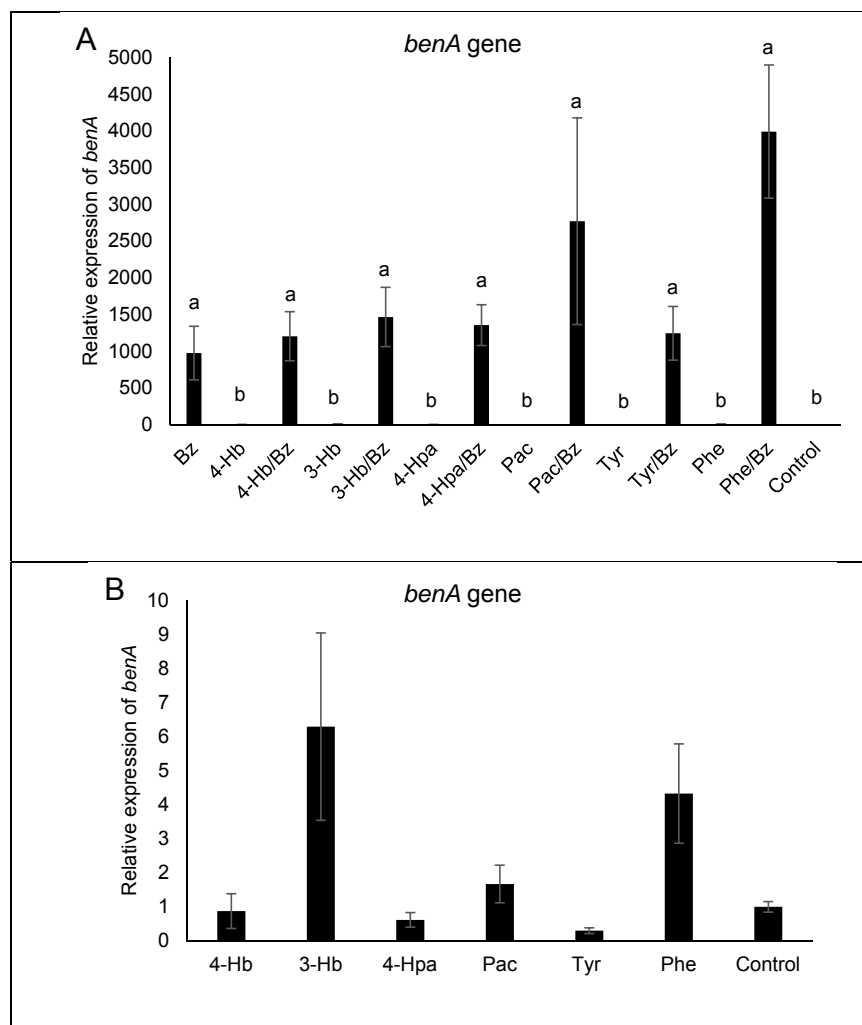 A
benA gene
Relative expression of benA
5000
4500
4000
3500
3000
2500
2000
1500
1000
500
0
a
b
a
b
a
b
a
b
a
b
a
b
a
b
Bz
4-Hb
4-Hb/Bz
3-Hb
3-Hb/Bz
4-Hpa
4-Hpa/Bz
Pac
Pac/Bz
Tyr
Tyr/Bz
Phe
Phe/Bz
Control
B
benA gene
Relative expression of benA
10
9
8
7
6
5
4
3
2
1
0
4-Hb
3-Hb
4-Hpa
Pac
Tyr
Phe
Control